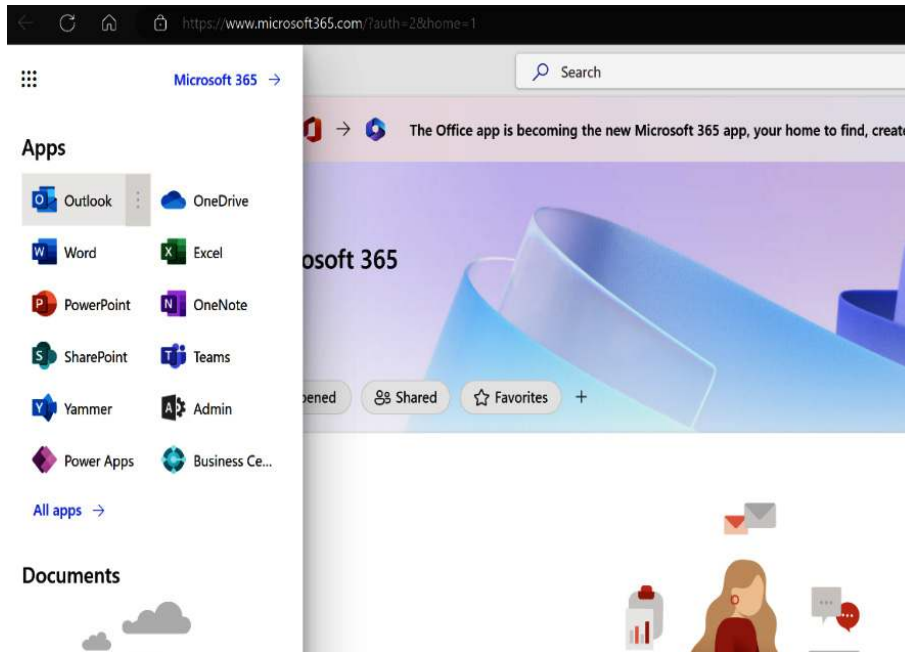 https://www.microsoft365.com/?auth=2&home=1
Microsoft 365 →
Search
The Office app is becoming the new Microsoft 365 app, your home to find, create
Apps
Outlook
OneDrive
Word
Excel
osoft 365
PowerPoint
OneNote
SharePoint
Teams
Yammer
Admin
ened
Shared
Favorites
+
Power Apps
Business Ce...
All apps →
Documents